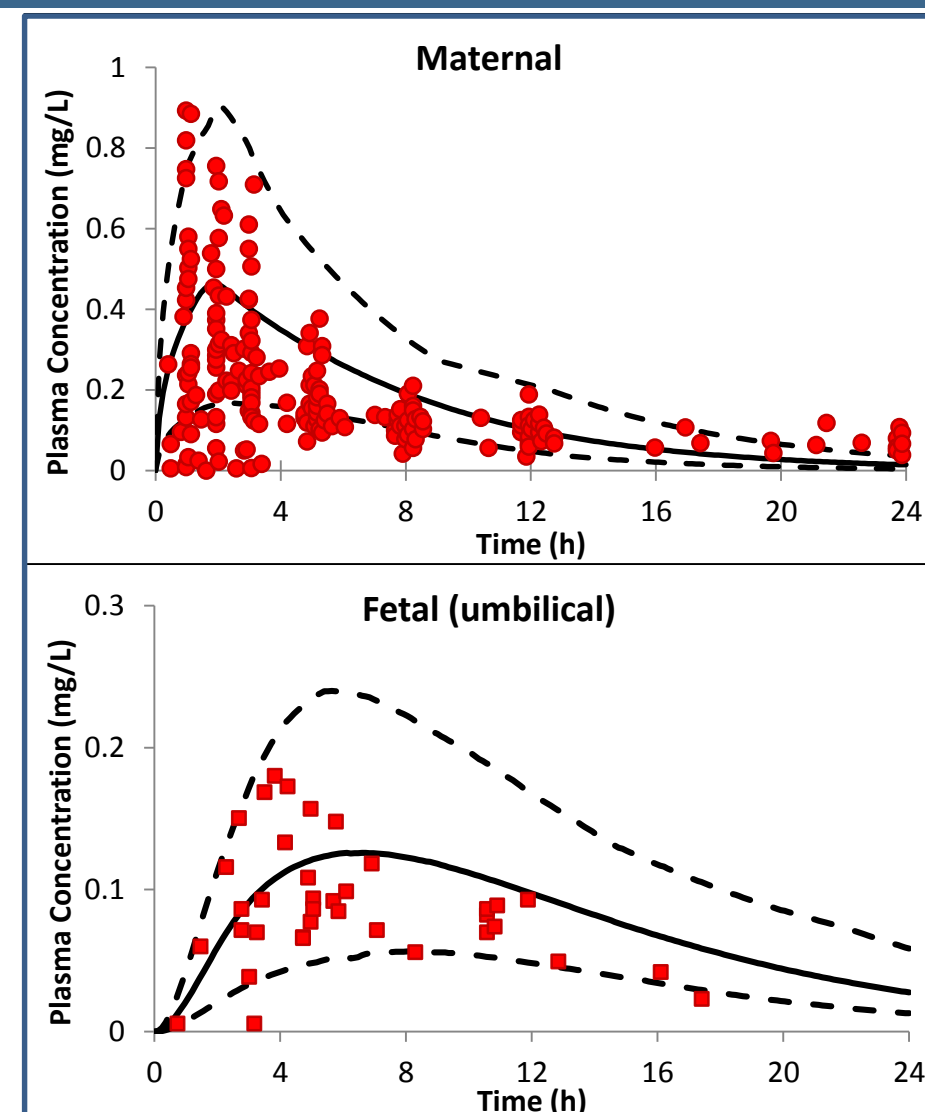 Maternal
Plasma Concentration (mg/L)
1
0.8
0.6
0.4
0.2
0
0 4 8 12 16 20 24
Time (h)
Fetal (umbilical)
Plasma Concentration (mg/L)
0.3
0.2
0.1
0
0 4 8 12 16 20 24
Time (h)